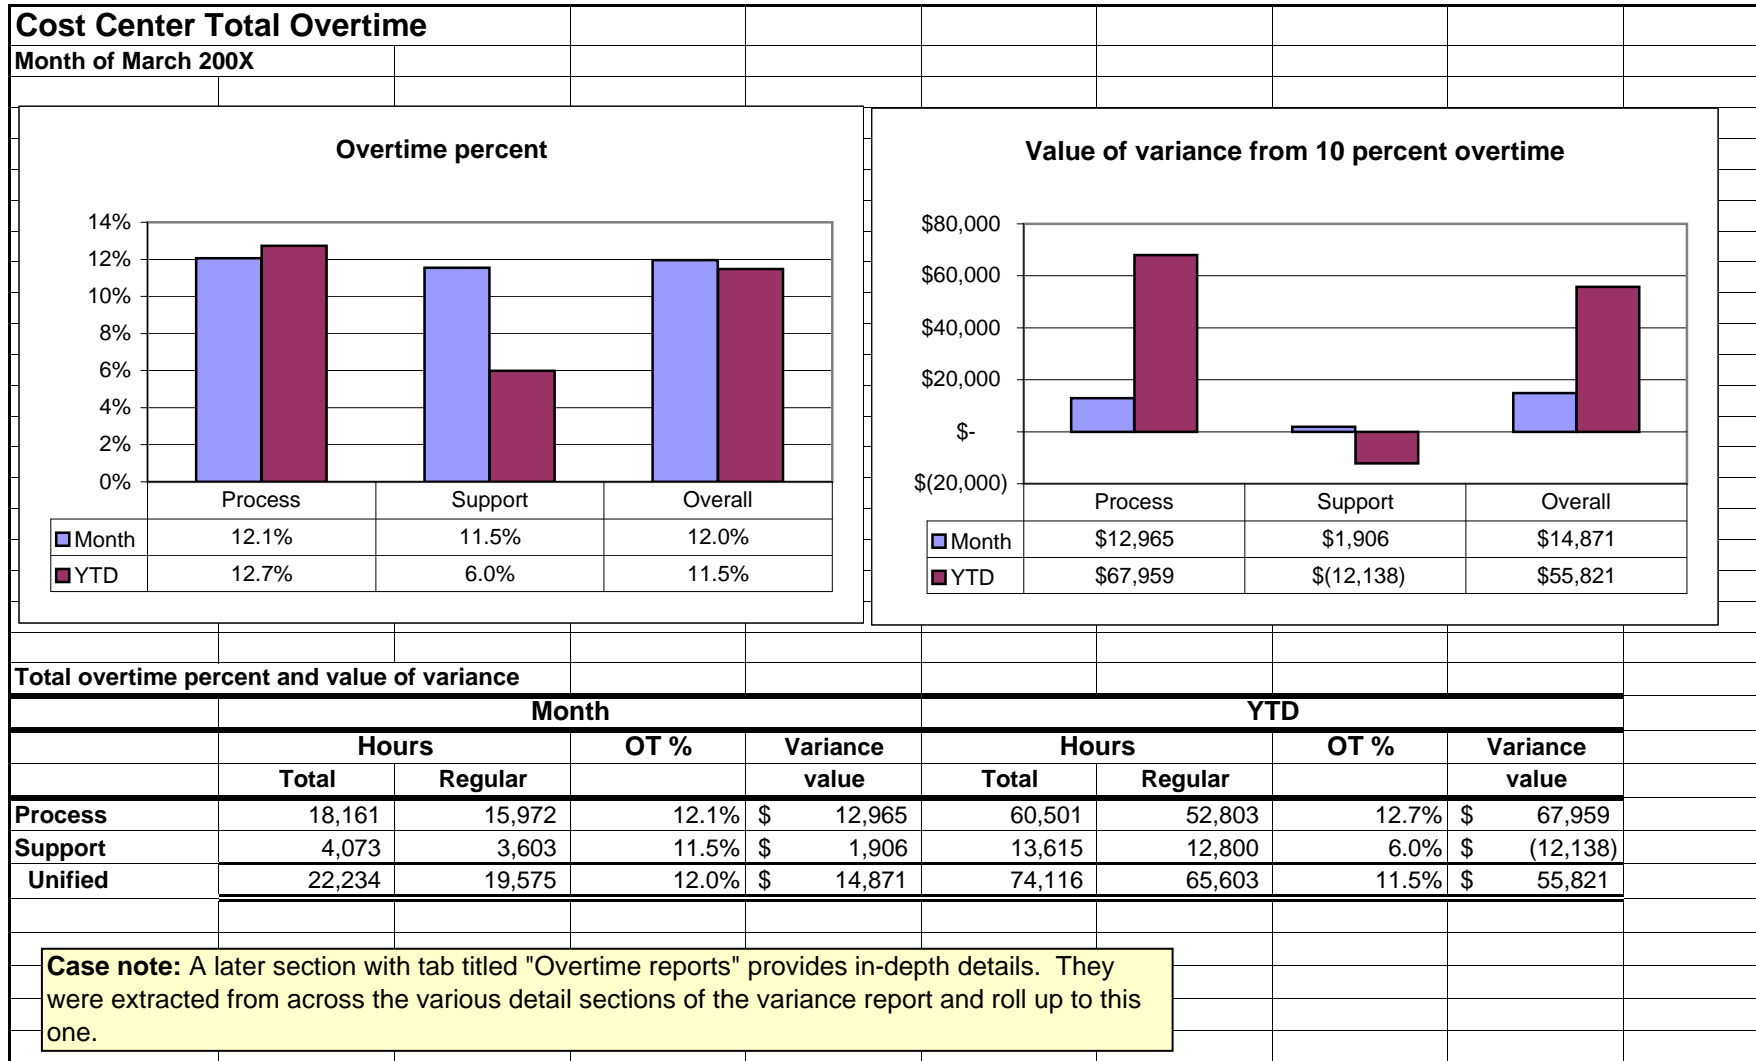 Cost Center Total Overtime
Month of March 200X
Overtime percent
14%
12%
10%
8%
6%
4%
2%
0%
Process Support Overall
Month 12.1% 11.5% 12.0%
YTD 12.7% 6.0% 11.5%
Value of variance from 10 percent overtime
$80,000
$60,000
$40,000
$20,000
$-
$(20,000)
Process Support Overall
Month $12,965 $1,906 $14,871
YTD $67,959 $(12,138) $55,821
Total overtime percent and value of variance
Month YTD
Hours OT % Variance Hours OT % Variance
Total Regular value Total Regular value
Process 18,161 15,972 12.1% $ 12,965 60,501 52,803 12.7% $ 67,959
Support 4,073 3,603 11.5% $ 1,906 13,615 12,800 6.0% $ (12,138)
Unified 22,234 19,575 12.0% $ 14,871 74,116 65,603 11.5% $ 55,821
Case note: A later section with tab titled "Overtime reports" provides in-depth details. They
were extracted from across the various detail sections of the variance report and roll up to this
one.